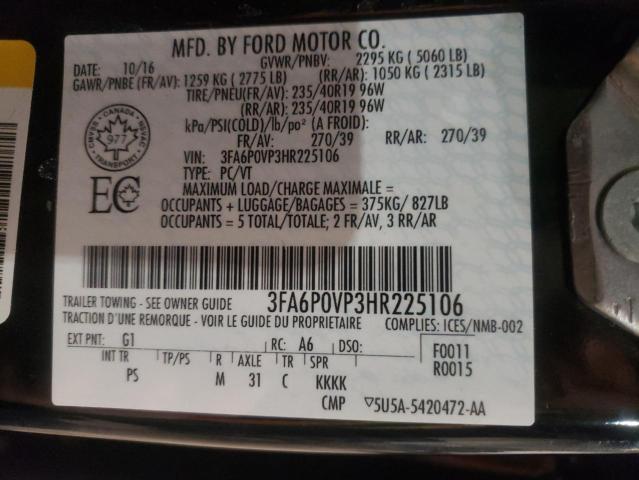 MFD. BY FORD MOTOR CO.
DATE: 10/16 GVWR/PNBV: 2295 KG ( 5060 LB)
GAWR/PNBE (FR/AV): 1259 KG ( 2775 LB) (RR/AR): 1050 KG ( 2315 LB)
TIRE/PNEU(FR/AV): 235/40R19 96W
(RR/AR): 235/40R19 96W
kPa/PSI(COLD)/lb/po² (A FROID):
FR/AV: 270/39 RR/AR: 270/39
VIN: 3FA6P0VP3HR225106
TYPE: PC/VT
MAXIMUM LOAD/CHARGE MAXIMALE =
OCCUPANTS + LUGGAGE/BAGAGES = 375KG/ 827LB
OCCUPANTS = 5 TOTAL/TOTALE; 2 FR/AV, 3 RR/AR
CANADA
CMVSS NSVAC
977
TRANSPORT
EC
TRAILER TOWING - SEE OWNER GUIDE 3FA6P0VP3HR225106
TRACTION D'UNE REMORQUE - VOIR LE GUIDE DU PROPRIETAIRE COMPLIES: ICES/NMB-002
EXT PNT: G1 RC: A6 DSO: F0011
INT TR TP/PS R AXLE TR SPR R0015
PS M 31 C KKKK
CMP ▽5U5A-5420472-AA